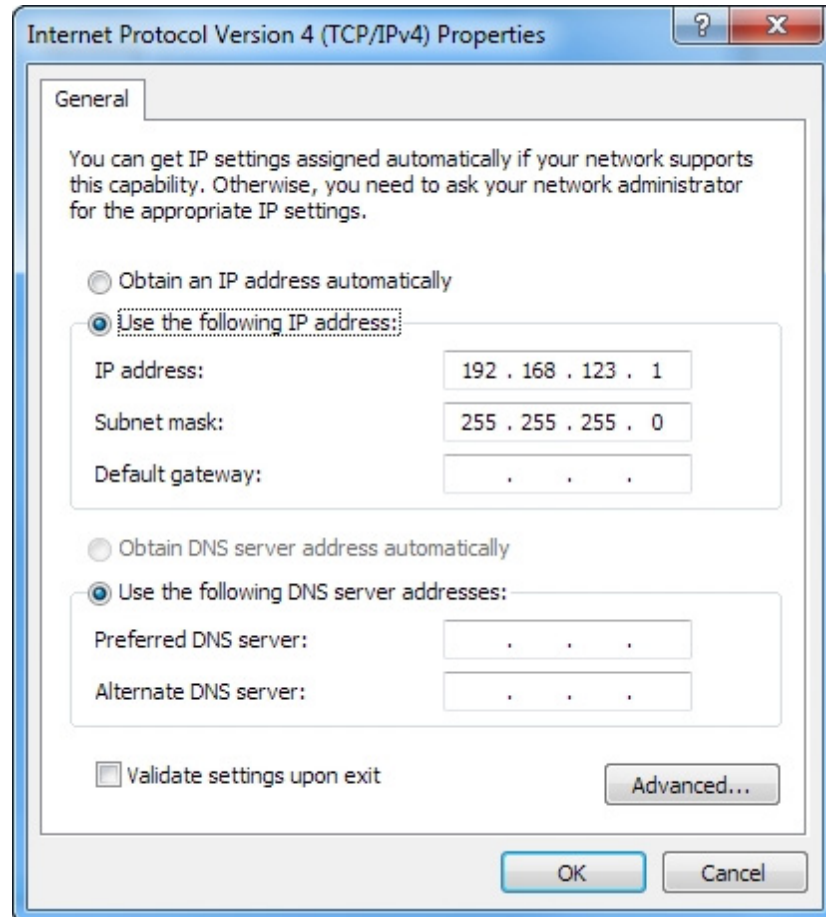 Internet Protocol Version 4 (TCP/IPv4) Properties
General
You can get IP settings assigned automatically if your network supports
this capability. Otherwise, you need to ask your network administrator
for the appropriate IP settings.
Obtain an IP address automatically
Use the following IP address:
IP address: 192 . 168 . 123 . 1
Subnet mask: 255 . 255 . 255 . 0
Default gateway: . . .
Obtain DNS server address automatically
Use the following DNS server addresses:
Preferred DNS server: . . .
Alternate DNS server: . . .
Validate settings upon exit
Advanced...
OK Cancel